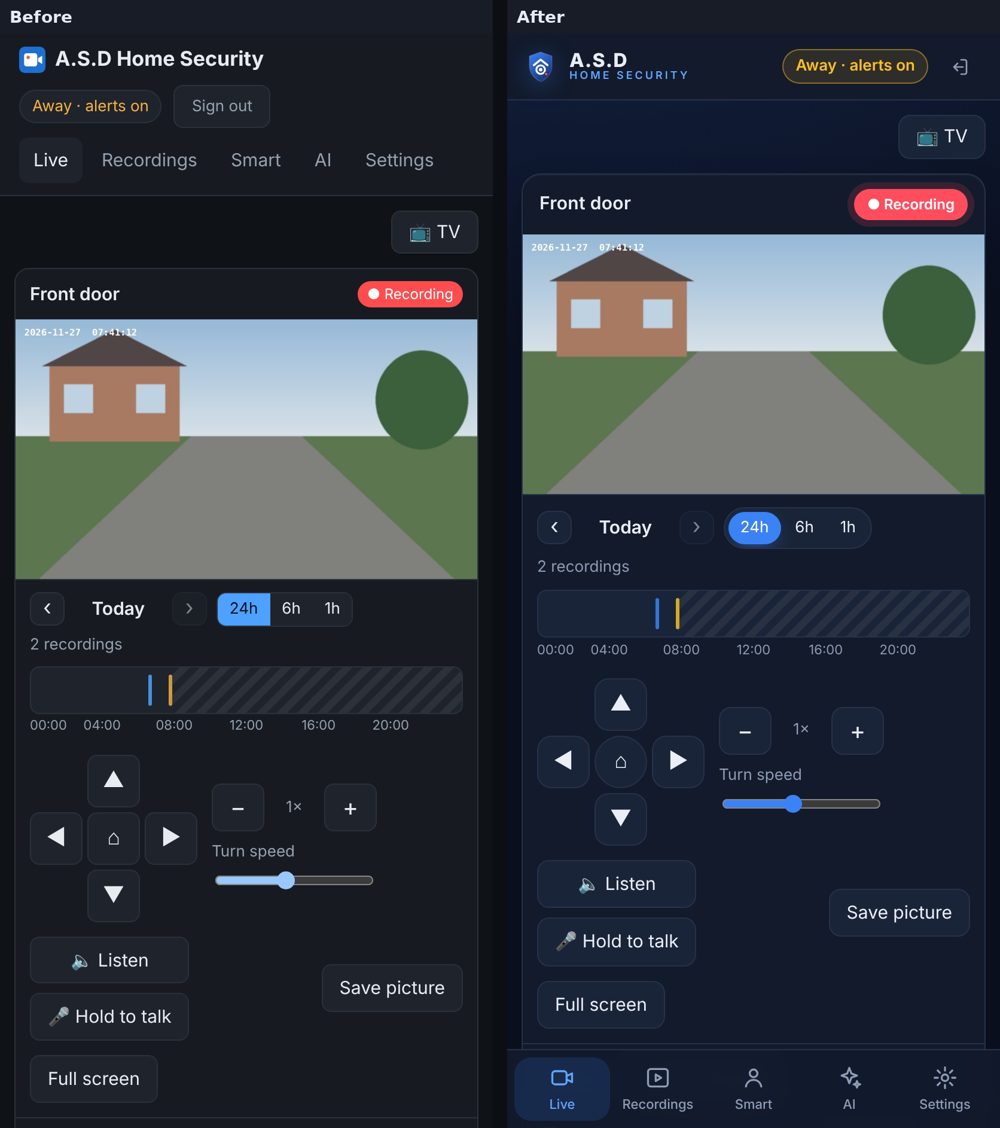 Before
A.S.D Home Security
Away · alerts on
Sign out
Live
Recordings
Smart
AI
Settings
TV
Front door
Recording
2026-11-27 07:41:12
Today
24h
6h
1h
2 recordings
00:00 04:00 08:00 12:00 16:00 20:00
− 1× +
Turn speed
Listen
Hold to talk
Save picture
Full screen
After
A.S.D
HOME SECURITY
Away · alerts on
TV
Front door
Recording
2026-11-27 07:41:12
Today
24h
6h
1h
2 recordings
00:00 04:00 08:00 12:00 16:00 20:00
− 1× +
Turn speed
Listen
Hold to talk
Save picture
Full screen
Live
Recordings
Smart
AI
Settings